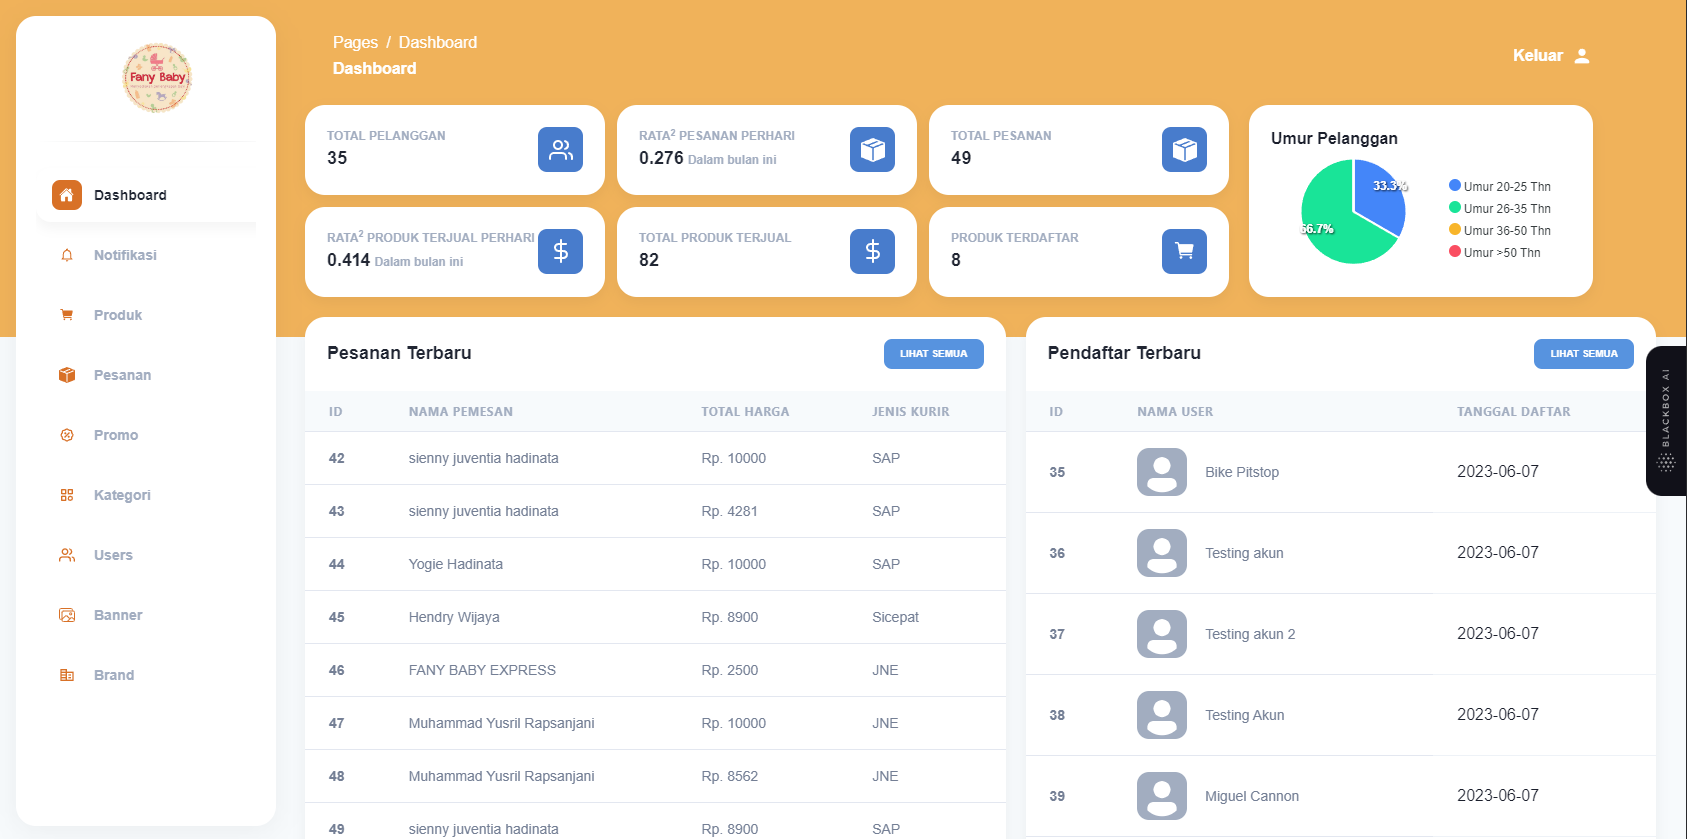 Fany Baby
Dashboard
Notifikasi
Produk
Pesanan
Promo
Kategori
Users
Banner
Brand
Pages / Dashboard
Dashboard
Keluar
TOTAL PELANGGAN
35
RATA² PESANAN PERHARI
0.276 Dalam bulan ini
TOTAL PESANAN
49
RATA² PRODUK TERJUAL PERHARI
0.414 Dalam bulan ini
TOTAL PRODUK TERJUAL
82
PRODUK TERDAFTAR
8
Umur Pelanggan
33.3%
66.7%
Umur 20-25 Thn
Umur 26-35 Thn
Umur 36-50 Thn
Umur >50 Thn
Pesanan Terbaru
LIHAT SEMUA
ID NAMA PEMESAN TOTAL HARGA JENIS KURIR
42 sienny juventia hadinata Rp. 10000 SAP
43 sienny juventia hadinata Rp. 4281 SAP
44 Yogie Hadinata Rp. 10000 SAP
45 Hendry Wijaya Rp. 8900 Sicepat
46 FANY BABY EXPRESS Rp. 2500 JNE
47 Muhammad Yusril Rapsanjani Rp. 10000 JNE
48 Muhammad Yusril Rapsanjani Rp. 8562 JNE
49 sienny juventia hadinata Rp. 8900 SAP
Pendaftar Terbaru
LIHAT SEMUA
ID NAMA USER TANGGAL DAFTAR
35 Bike Pitstop 2023-06-07
36 Testing akun 2023-06-07
37 Testing akun 2 2023-06-07
38 Testing Akun 2023-06-07
39 Miguel Cannon 2023-06-07
BLACKBOX AI